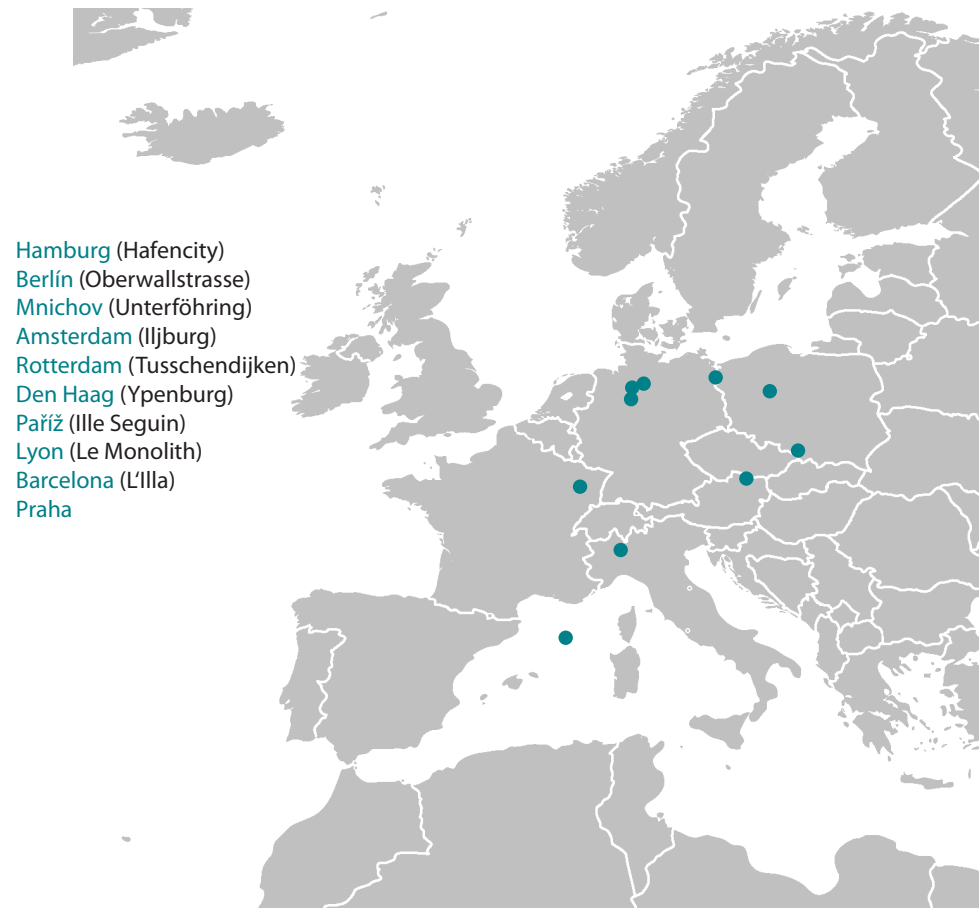 Hamburg (Hafencity)
Berlín (Oberwallstrasse)
Mnichov (Unterföhring)
Amsterdam (IIjburg)
Rotterdam (Tusschendijken)
Den Haag (Ypenburg)
Paříž (Ille Seguin)
Lyon (Le Monolith)
Barcelona (L‘Illa)
Praha